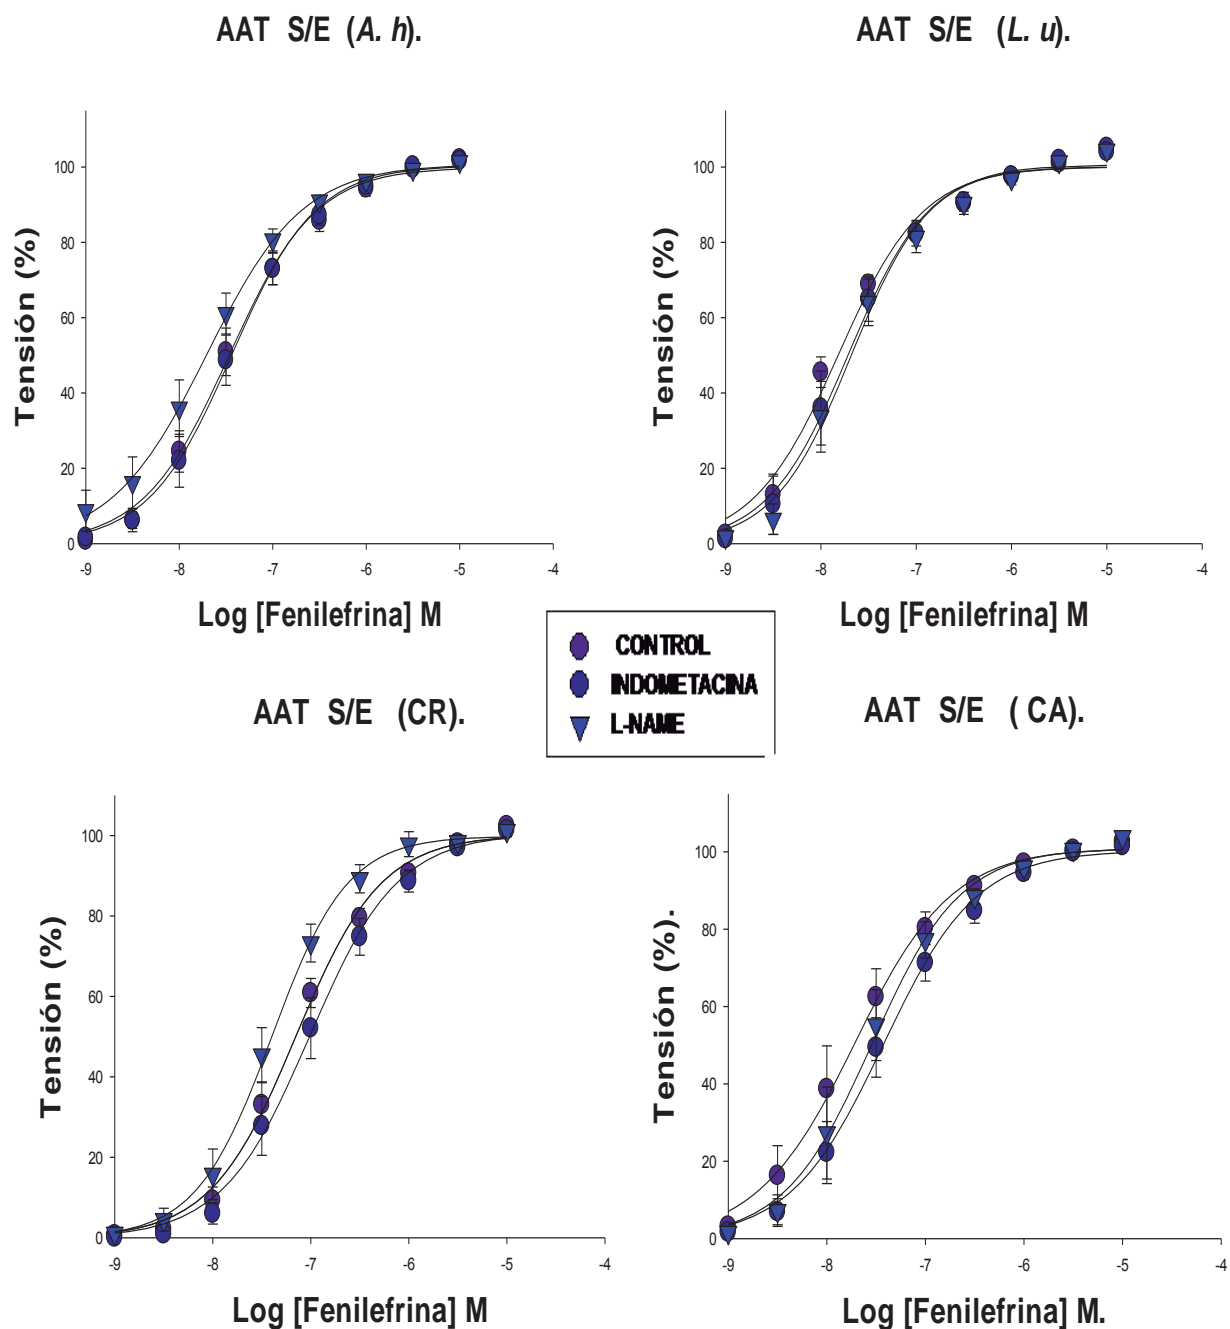 AAT S/E (A. h).
AAT S/E (L. u).
Tensión (%)
100
80
60
40
20
0
-9 -8 -7 -6 -5 -4
Log [Fenilefrina] M
Tensión (%)
100
80
60
40
20
0
-9 -8 -7 -6 -5 -4
Log [Fenilefrina] M
CONTROL
INDOMETACINA
L-NAME
AAT S/E (CR).
AAT S/E ( CA).
Tensión (%)
100
80
60
40
20
0
-9 -8 -7 -6 -5 -4
Log [Fenilefrina] M
Tensión (%).
100
80
60
40
20
0
-9 -8 -7 -6 -5 -4
Log [Fenilefrina] M.